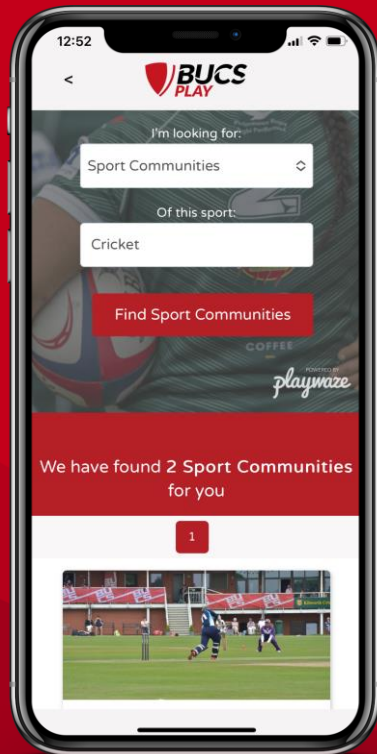 12:52
<
BUCS
PLAY
I'm looking for:
Sport Communities
Of this sport:
Cricket
Find Sport Communities
COFFEE
POWERED BY
playwaze
We have found 2 Sport Communities
for you
1